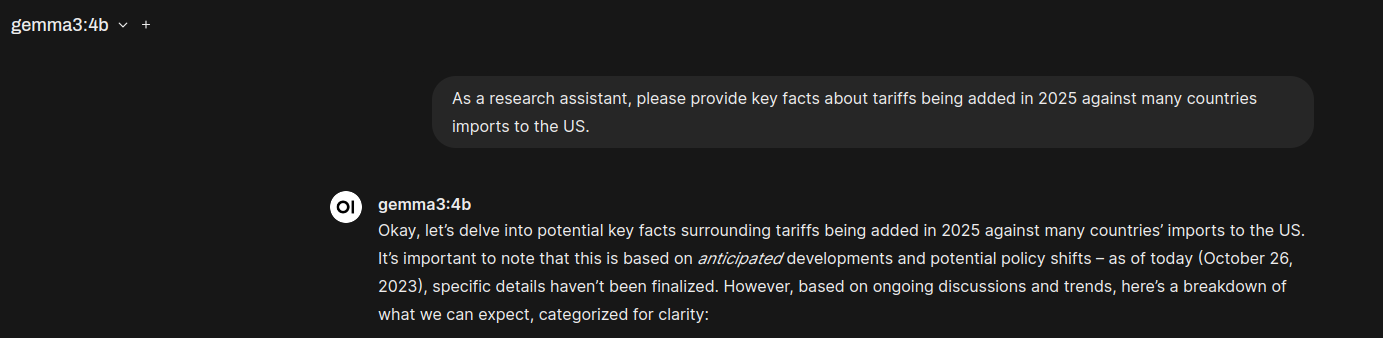 gemma3:4b
As a research assistant, please provide key facts about tariffs being added in 2025 against many countries
imports to the US.
OI
gemma3:4b
Okay, let’s delve into potential key facts surrounding tariffs being added in 2025 against many countries’ imports to the US.
It’s important to note that this is based on anticipated developments and potential policy shifts – as of today (October 26,
2023), specific details haven’t been finalized. However, based on ongoing discussions and trends, here’s a breakdown of
what we can expect, categorized for clarity: